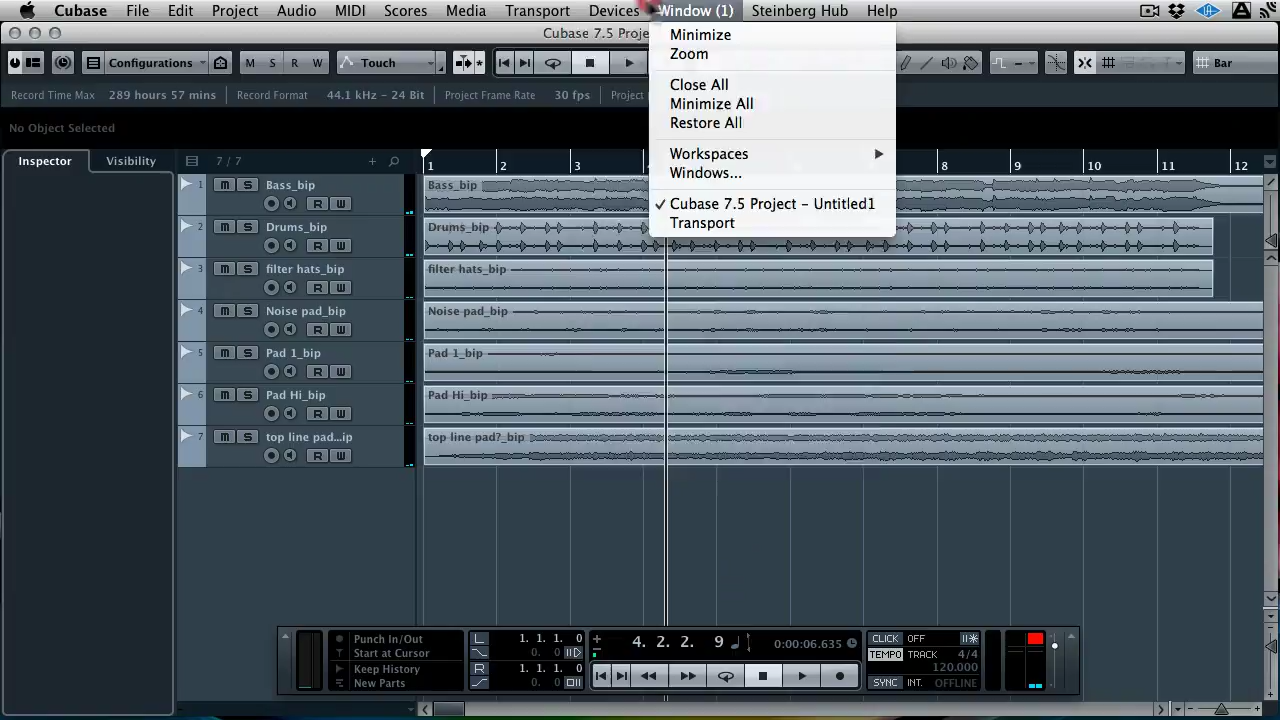 Cubase File Edit Project Audio MIDI Scores Media Transport Devices Window (1) Steinberg Hub Help
Cubase 7.5 Proje
Minimize
Zoom
Close All
Minimize All
Restore All
Workspaces
Windows...
✓ Cubase 7.5 Project - Untitled1
Transport
Configurations M S R W Touch Bar
Record Time Max 289 hours 57 mins Record Format 44.1 kHz - 24 Bit Project Frame Rate 30 fps Project
No Object Selected
Inspector Visibility 7 / 7 + 1 2 3 4 8 9 10 11 12
1 m S Bass_bip R W Bass_bip
2 m S Drums_bip R W Drums_bip
3 m S filter hats_bip R W filter hats_bip
4 m S Noise pad_bip R W Noise pad_bip
5 m S Pad 1_bip R W Pad 1_bip
6 m S Pad Hi_bip R W Pad Hi_bip
7 m S top line pad...ip R W top line pad?_bip
Punch In/Out L 1. 1. 1. 0 4. 2. 2. 9 0:00:06.635 CLICK OFF
Start at Cursor 0. 0 TEMPO TRACK 4/4
Keep History R 1. 1. 1. 0 120.000
New Parts 0. 0 SYNC INT. OFFLINE